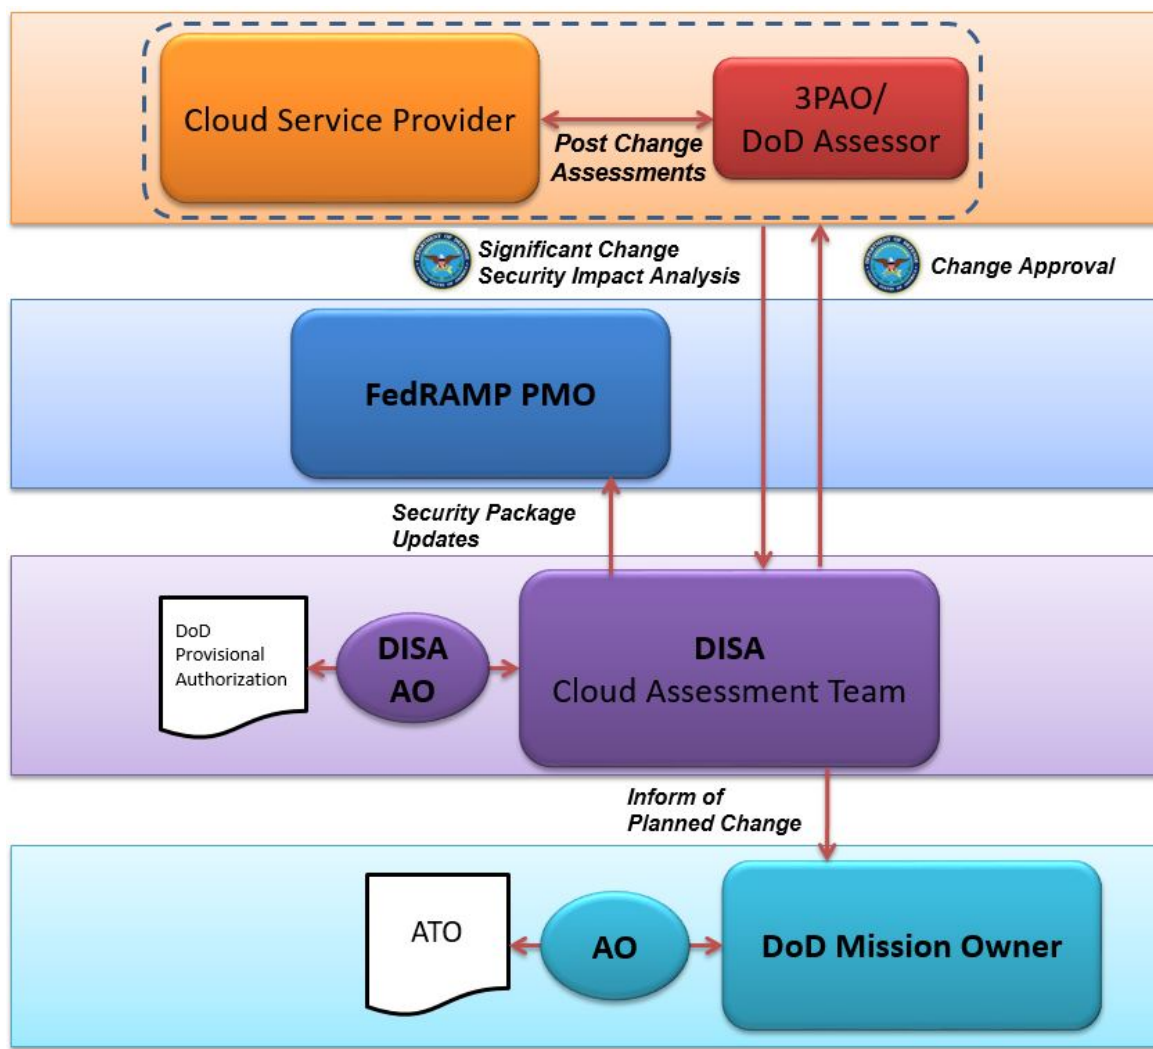 Cloud Service Provider
3PAO/
DoD Assessor
Post Change
Assessments
Significant Change
Security Impact Analysis
Change Approval
FedRAMP PMO
Security Package
Updates
DoD
Provisional
Authorization
DISA
AO
DISA
Cloud Assessment Team
Inform of
Planned Change
ATO
AO
DoD Mission Owner